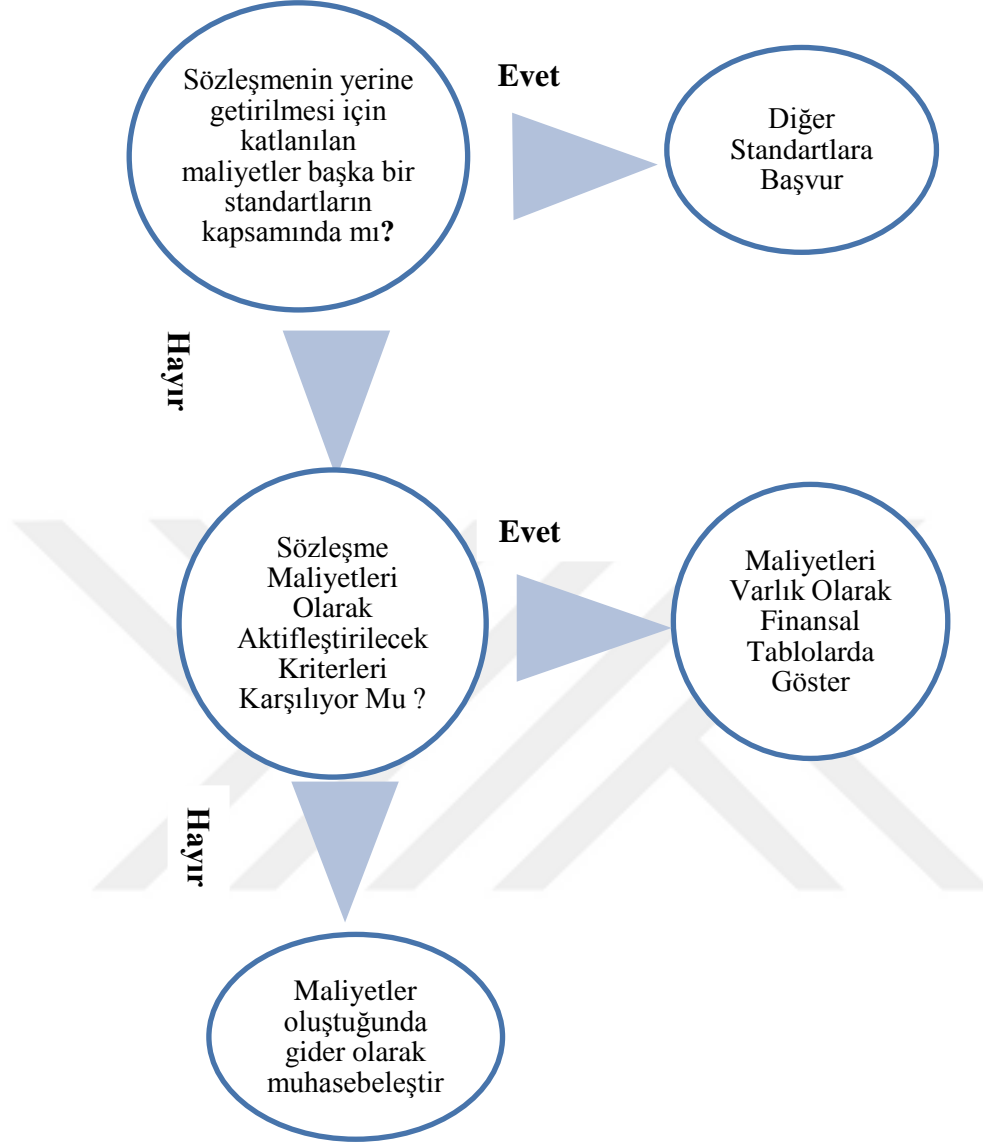 Sözleşmenin yerine
getirilmesi için
katlanılan
maliyetler başka bir
standartların
kapsamında mı?
Evet
Diğer
Standartlara
Başvur
Hayır
Sözleşme
Maliyetleri
Olarak
Aktifleştirilecek
Kriterleri
Karşılıyor Mu ?
Evet
Maliyetleri
Varlık Olarak
Finansal
Tablolarda
Göster
Hayır
Maliyetler
oluştuğunda
gider olarak
muhasebeleştir